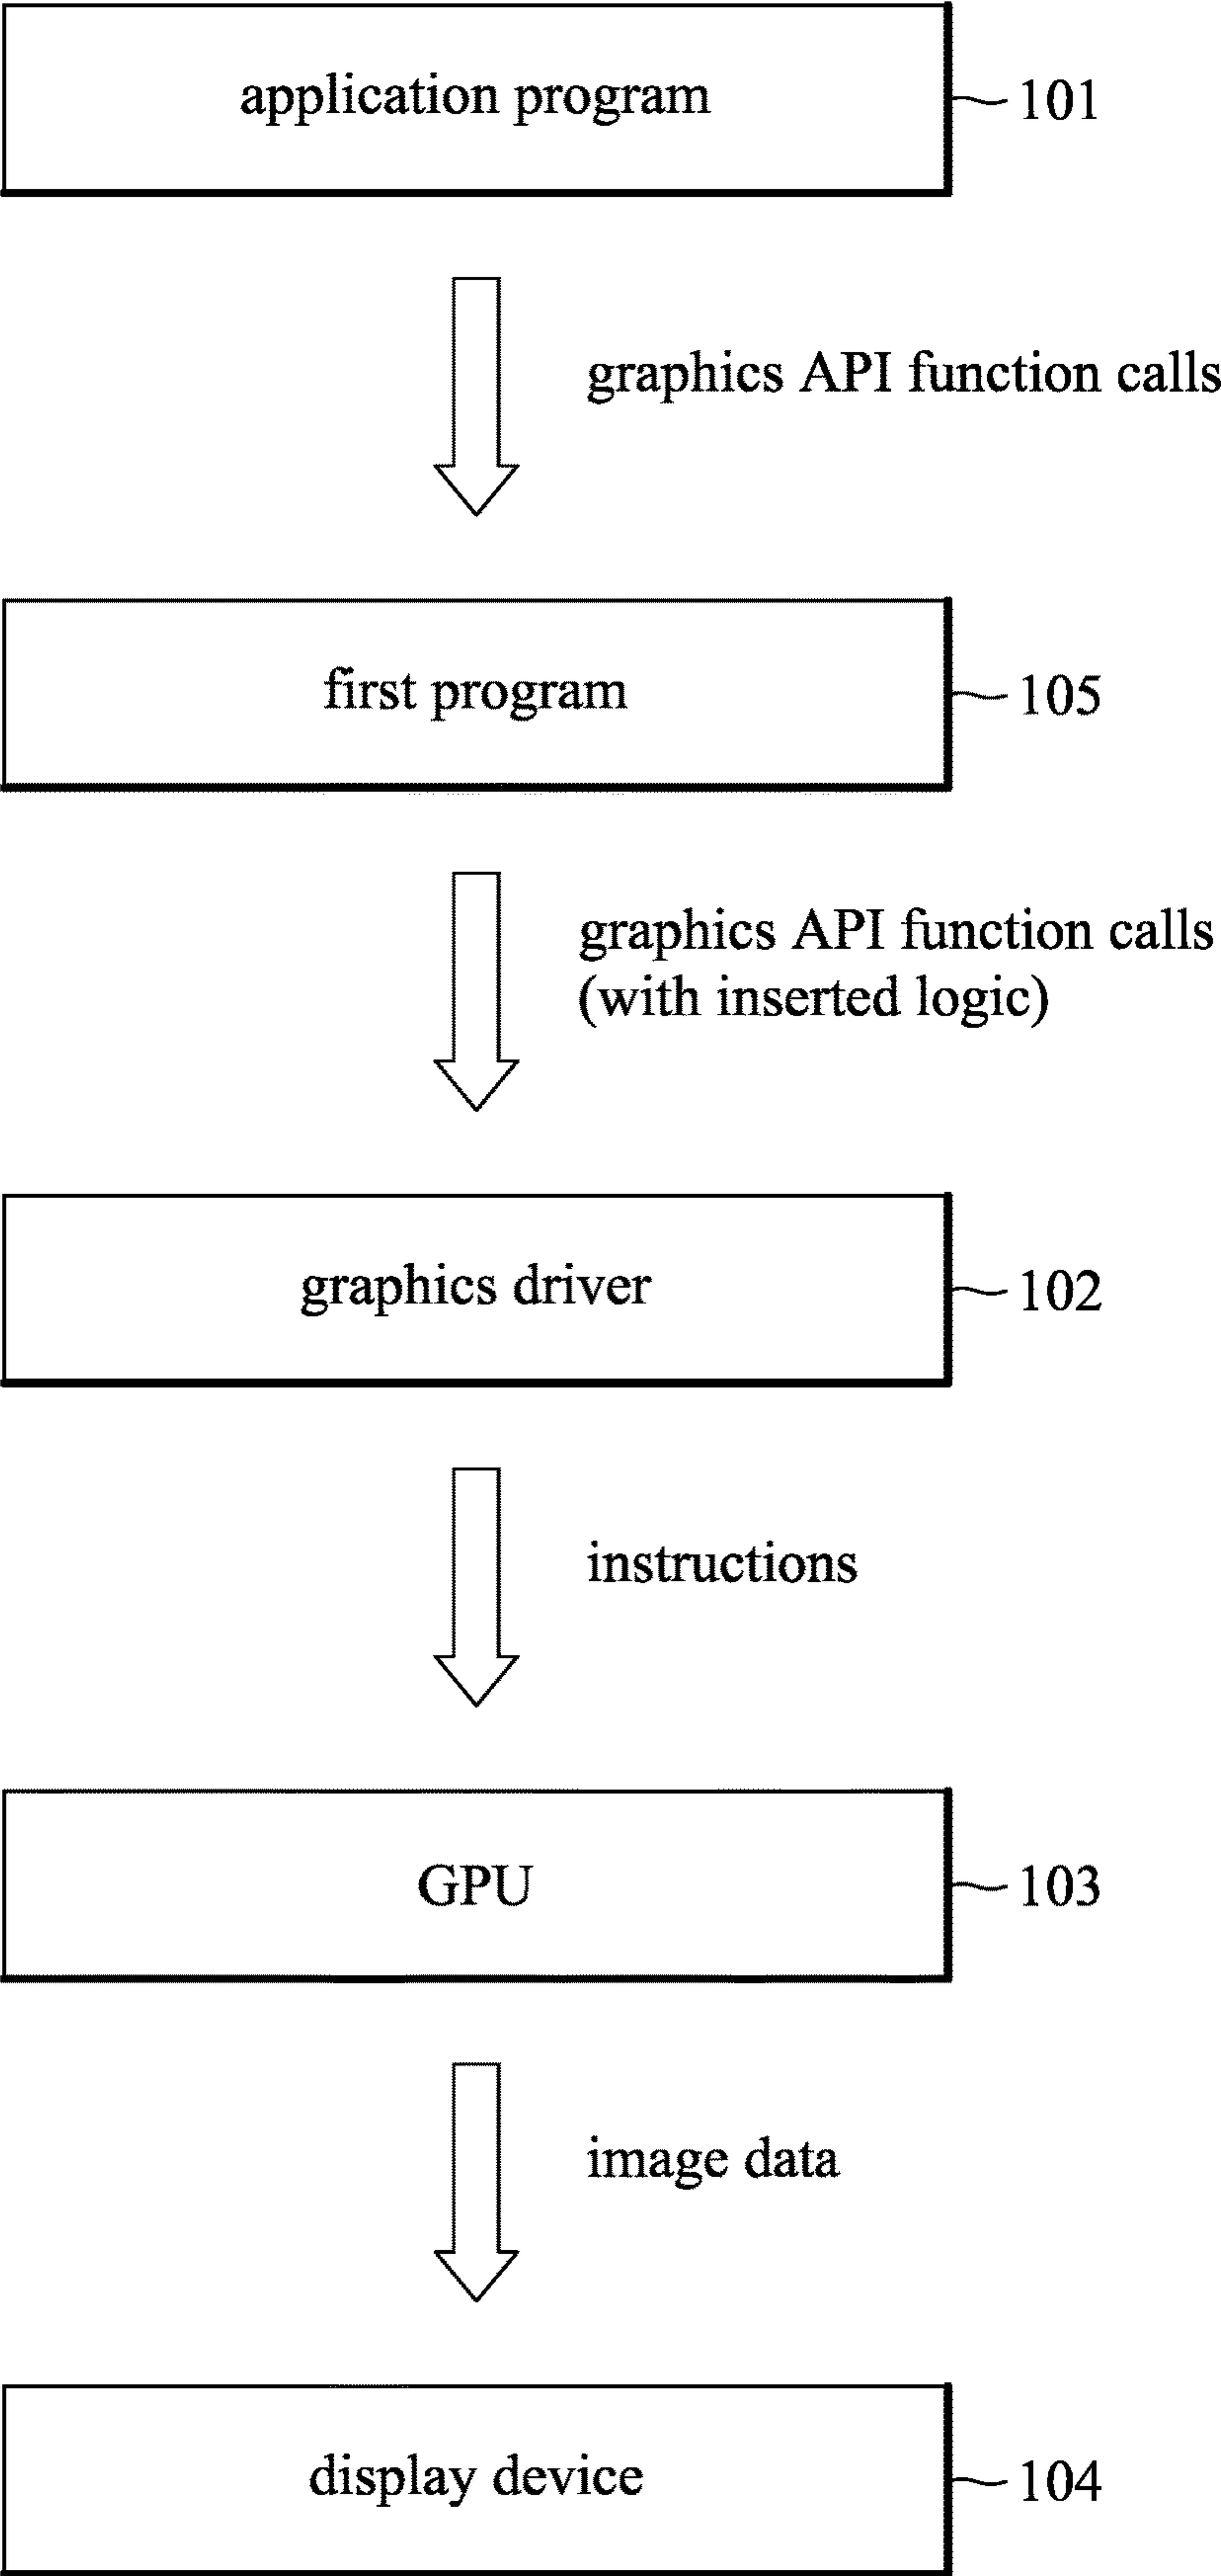 application program
101
graphics API function calls
first program
105
graphics API function calls
(with inserted logic)
graphics driver
102
instructions
GPU
103
image data
display device
104